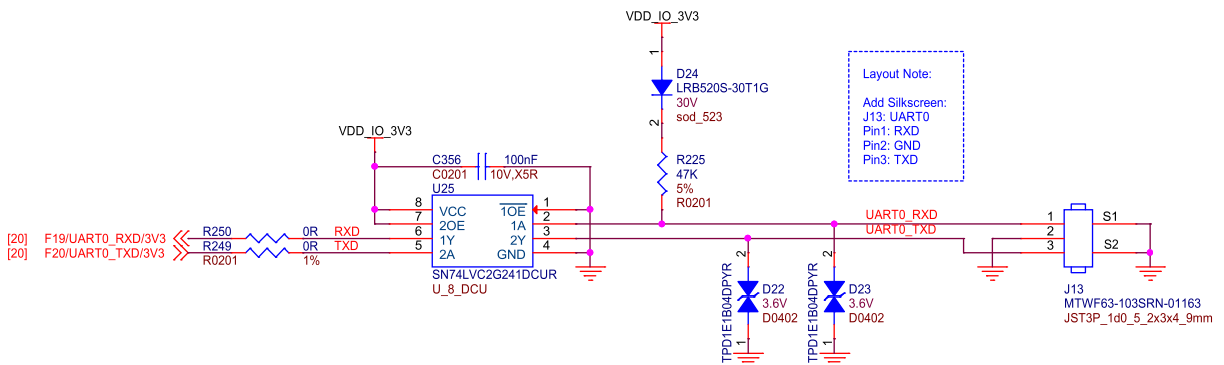 VDD_IO_3V3
1
D24
LRB520S-30T1G
30V
sod_523
2
Layout Note:
Add Silkscreen:
J13: UART0
Pin1: RXD
Pin2: GND
Pin3: TXD
VDD_IO_3V3
C356 100nF
C0201 10V,X5R
U25
R225
47K
5%
R0201
8 VCC 1OE 1
7 2OE 1A 2
6 1Y 2Y 3
5 2A GND 4
SN74LVC2G241DCUR
U_8_DCU
[20] F19/UART0_RXD/3V3 R250 0R RXD
[20] F20/UART0_TXD/3V3 R249 0R TXD
R0201 1%
UART0_RXD
UART0_TXD
1 S1
2
3 S2
J13
MTWF63-103SRN-01163
JST3P_1d0_5_2x3x4_9mm
2
TPD1E1B04DPYR
D22
3.6V
D0402
1
2
TPD1E1B04DPYR
D23
3.6V
D0402
1